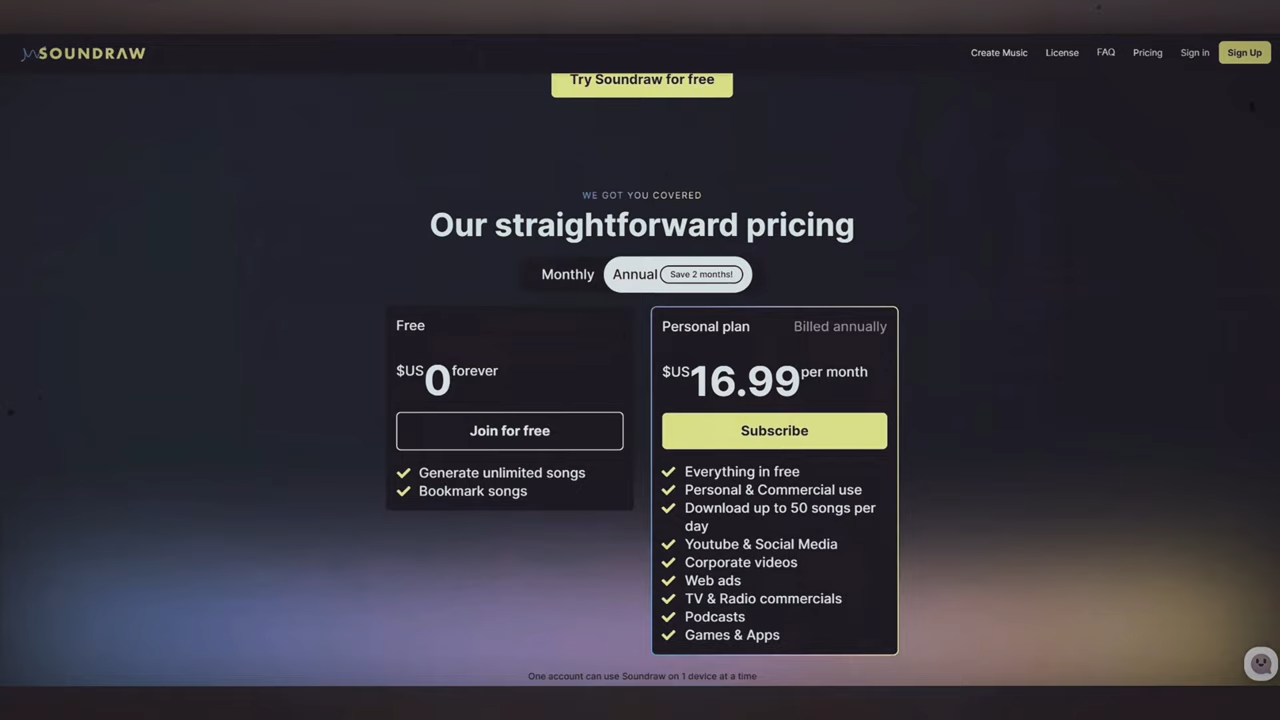 SOUNDRAW
Create Music
License
FAQ
Pricing
Sign in
Sign Up
Try Soundraw for free
WE GOT YOU COVERED
Our straightforward pricing
Monthly
Annual
Save 2 months!
Free
$US0 forever
Join for free
Generate unlimited songs
Bookmark songs
Personal plan
Billed annually
$US16.99 per month
Subscribe
Everything in free
Personal & Commercial use
Download up to 50 songs per
day
Youtube & Social Media
Corporate videos
Web ads
TV & Radio commercials
Podcasts
Games & Apps
One account can use Soundraw on 1 device at a time